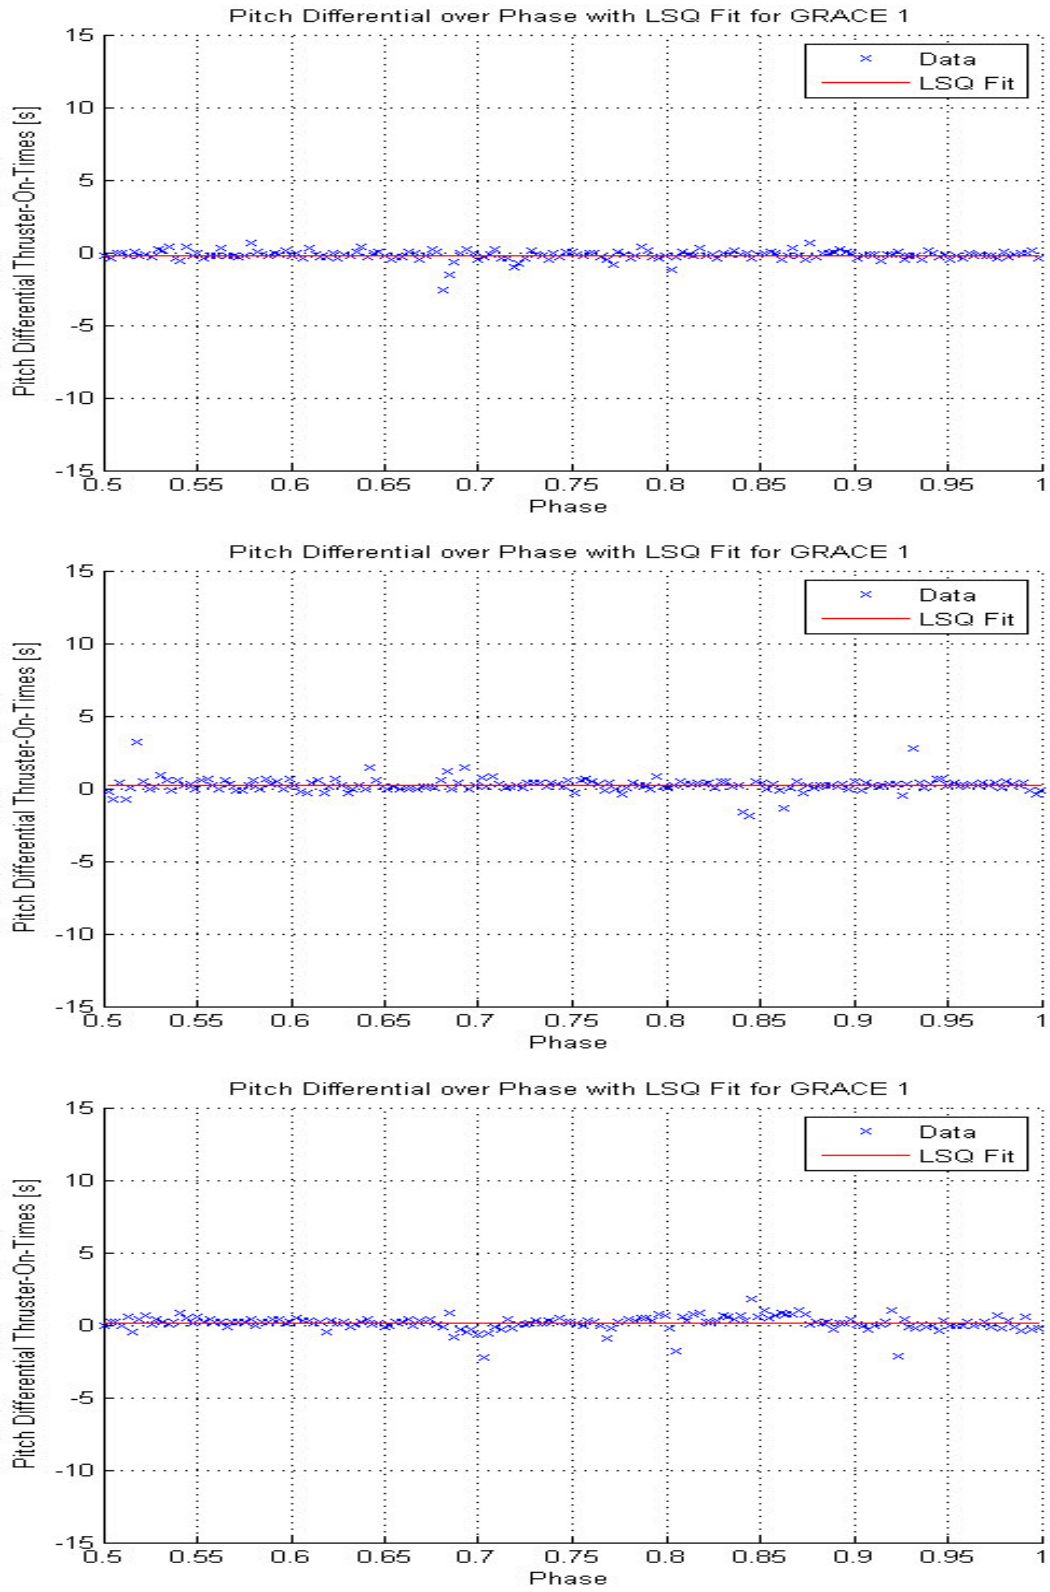 Pitch Differential over Phase with LSQ Fit for GRACE 1
15
10
5
0
-5
-10
-15
Pitch Differential Thruster-On-Times [s]
Data
LSQ Fit
0.5 0.55 0.6 0.65 0.7 0.75 0.8 0.85 0.9 0.95 1
Phase
Pitch Differential over Phase with LSQ Fit for GRACE 1
15
10
5
0
-5
-10
-15
Pitch Differential Thruster-On-Times [s]
Data
LSQ Fit
0.5 0.55 0.6 0.65 0.7 0.75 0.8 0.85 0.9 0.95 1
Phase
Pitch Differential over Phase with LSQ Fit for GRACE 1
15
10
5
0
-5
-10
-15
Pitch Differential Thruster-On-Times [s]
Data
LSQ Fit
0.5 0.55 0.6 0.65 0.7 0.75 0.8 0.85 0.9 0.95 1
Phase